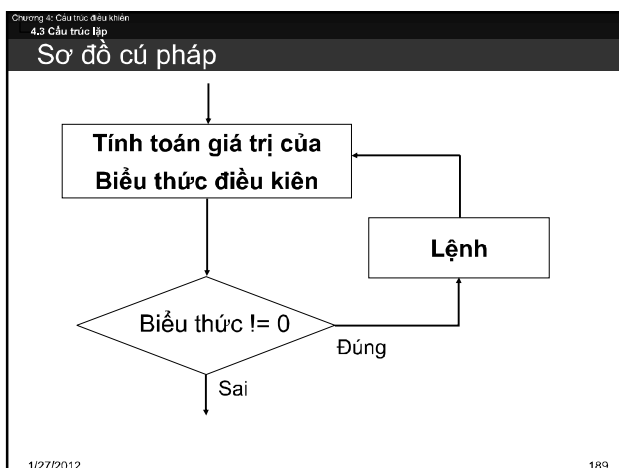 Chương 4: Cấu trúc điều khiển
4.3 Cấu trúc lặp
Sơ đồ cú pháp
Tính toán giá trị của
Biểu thức điều kiên
Lệnh
Biểu thức != 0
Đúng
Sai
1/27/2012
189